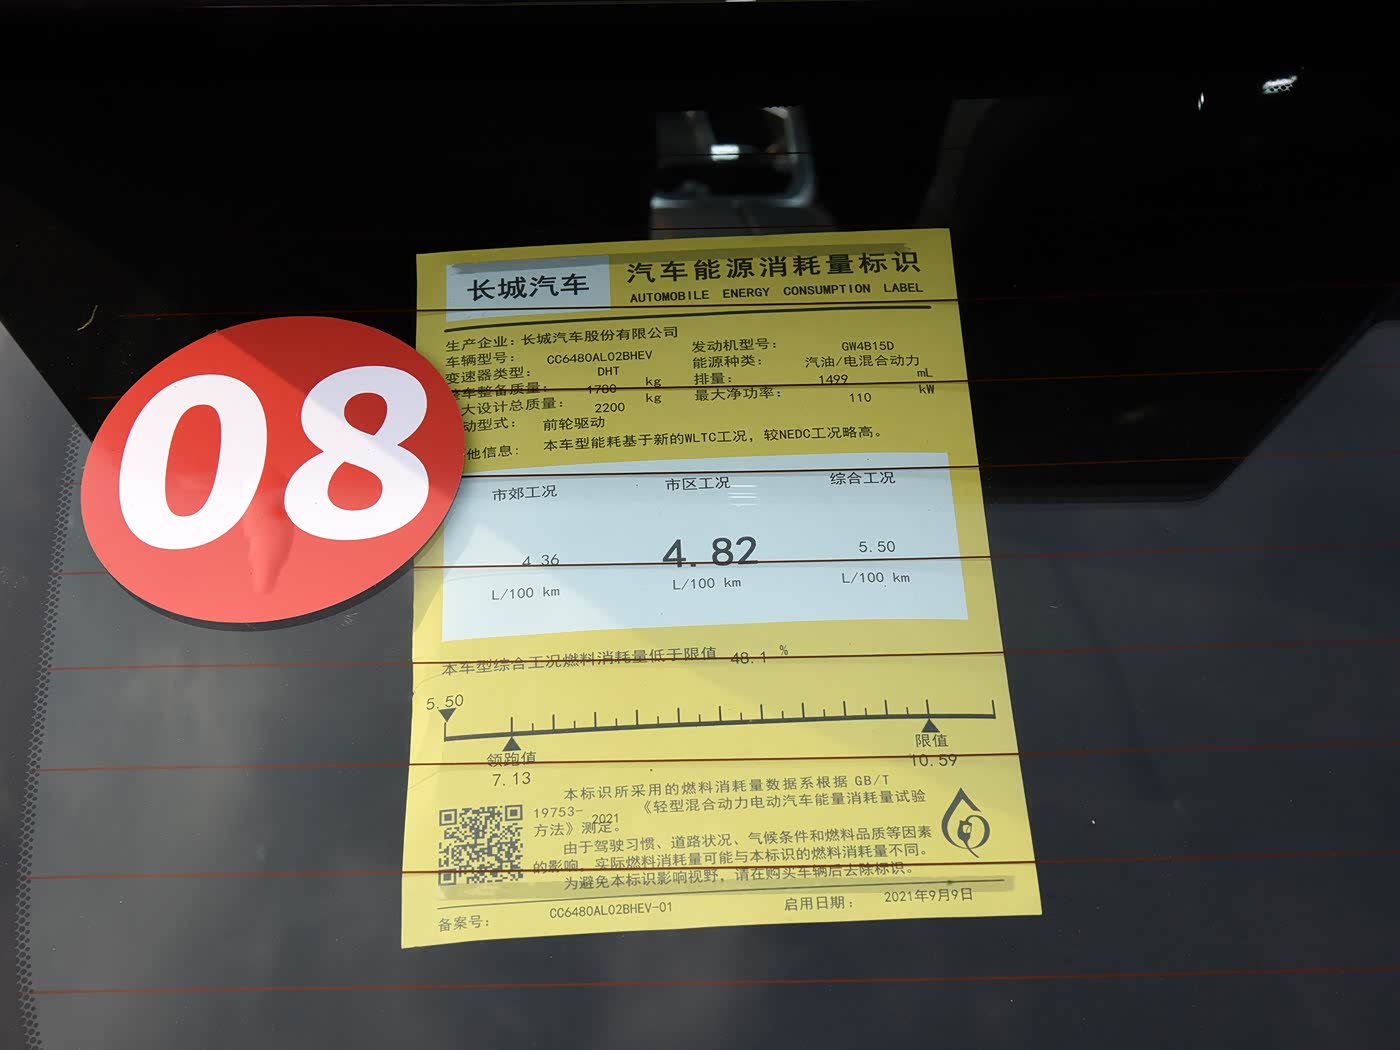 08
长城汽车
汽车能源消耗量标识
AUTOMOBILE ENERGY CONSUMPTION LABEL
生产企业：长城汽车股份有限公司
车辆型号： CC6480AL02BHEV
发动机型号： GW4B15D
变速器类型： DHT
能源种类： 汽油/电混合动力
整车整备质量： 1780 kg
排量： 1499 mL
大设计总质量： 2200 kg
最大净功率： 110 kW
动型式： 前轮驱动
他信息： 本车型能耗基于新的WLTC工况，较NEDC工况略高。
市郊工况 市区工况 综合工况
4.36 4.82 5.50
L/100 km L/100 km L/100 km
本车型综合工况燃料消耗量低于限值 48.1 %
5.50
领跑值 限值
7.13 10.59
本标识所采用的燃料消耗量数据系根据 GB/T
19753-2021 《轻型混合动力电动汽车能量消耗量试验
方法》测定。
由于驾驶习惯、道路状况、气候条件和燃料品质等因素
的影响，实际燃料消耗量可能与本标识的燃料消耗量不同。
为避免本标识影响视野，请在购买车辆后去除标识。
备案号： CC6480AL02BHEV-01 启用日期： 2021年9月9日